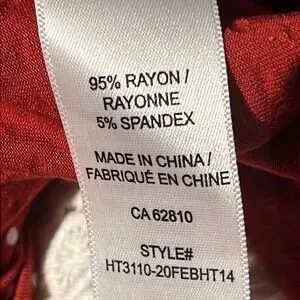 95% RAYON /
RAYONNE
5% SPANDEX
MADE IN CHINA /
FABRIQUÉ EN CHINE
CA 62810
STYLE#
HT3110-20FEBHT14